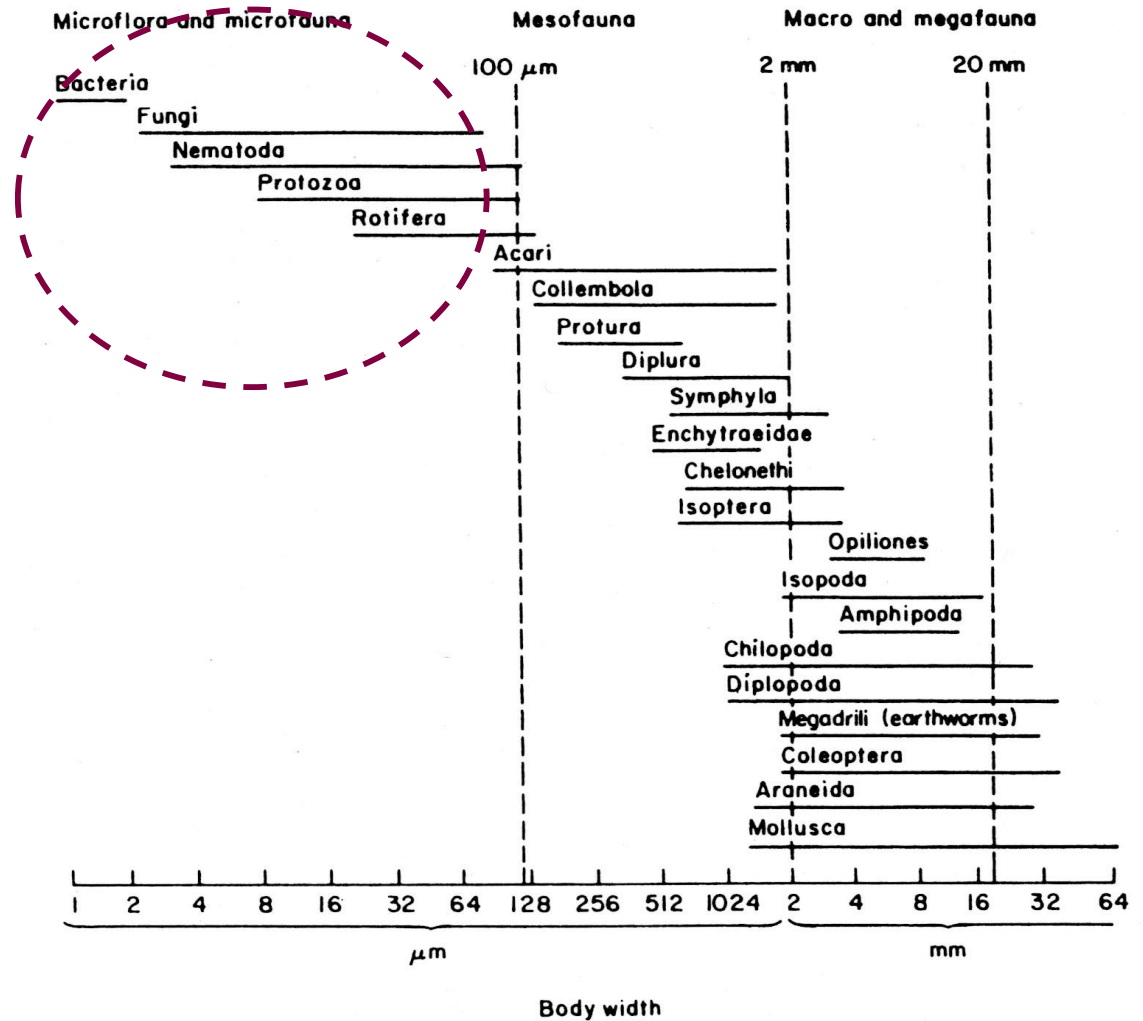 Microflora and microfauna Mesofauna Macro and megafauna
100 μm 2 mm 20 mm
Bacteria
Fungi
Nematoda
Protozoa
Rotifera
Acari
Collembola
Protura
Diplura
Symphyla
Enchytraeidae
Chelonethi
Isoptera
Opiliones
Isopoda
Amphipoda
Chilopoda
Diplopoda
Megadrili (earthworms)
Coleoptera
Araneida
Mollusca
1 2 4 8 16 32 64 128 256 512 1024 2 4 8 16 32 64
μm mm
Body width